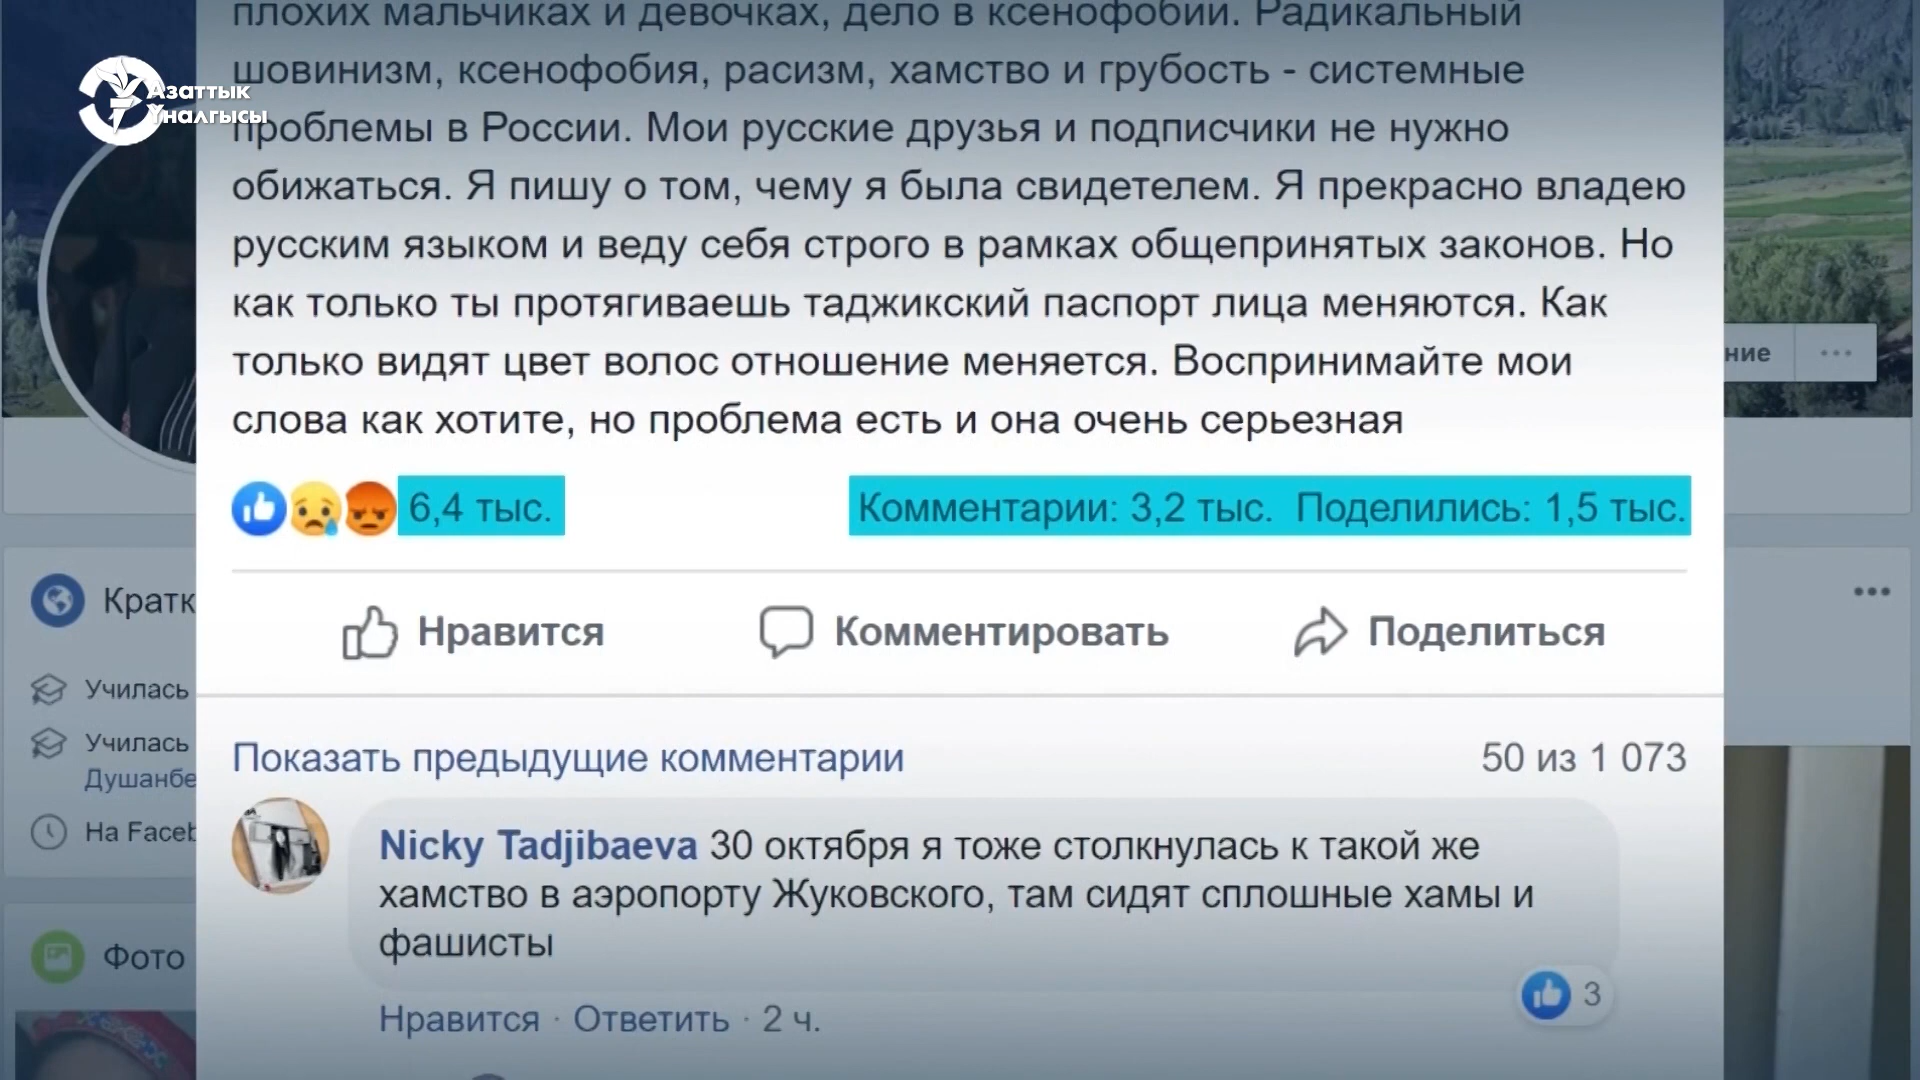 плохих мальчиках и девочках, дело в ксенофобии. Радикальный
Азаттык
Үналгысы
шовинизм, ксенофобия, расизм, хамство и грубость - системные
проблемы в России. Мои русские друзья и подписчики не нужно
обижаться. Я пишу о том, чему я была свидетелем. Я прекрасно владею
русским языком и веду себя строго в рамках общепринятых законов. Но
как только ты протягиваешь таджикский паспорт лица меняются. Как
только видят цвет волос отношение меняется. Воспринимайте мои
слова как хотите, но проблема есть и она очень серьезная
ние
6,4 тыс. Комментарии: 3,2 тыс. Поделились: 1,5 тыс.
Кратк
Нравится Комментировать Поделиться
Училась
Училась
Душанбе
На Faceb
Показать предыдущие комментарии 50 из 1 073
Nicky Tadjibaeva 30 октября я тоже столкнулась к такой же
хамство в аэропорту Жуковского, там сидят сплошные хамы и
фашисты
3
Нравится · Ответить · 2 ч.
Фото